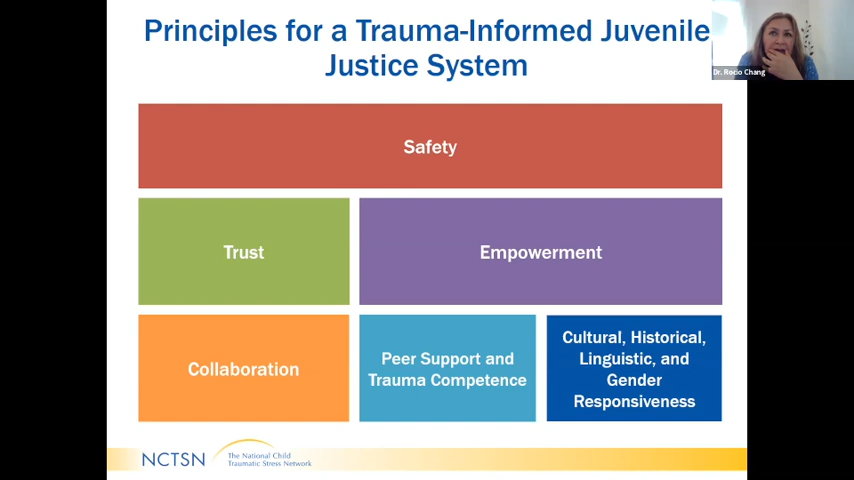 Principles for a Trauma-Informed Juvenile
Justice System
Dr. Rocio Chang
Safety
Trust
Empowerment
Collaboration
Peer Support and
Trauma Competence
Cultural, Historical,
Linguistic, and
Gender
Responsiveness
NCTSN
The National Child
Traumatic Stress Network